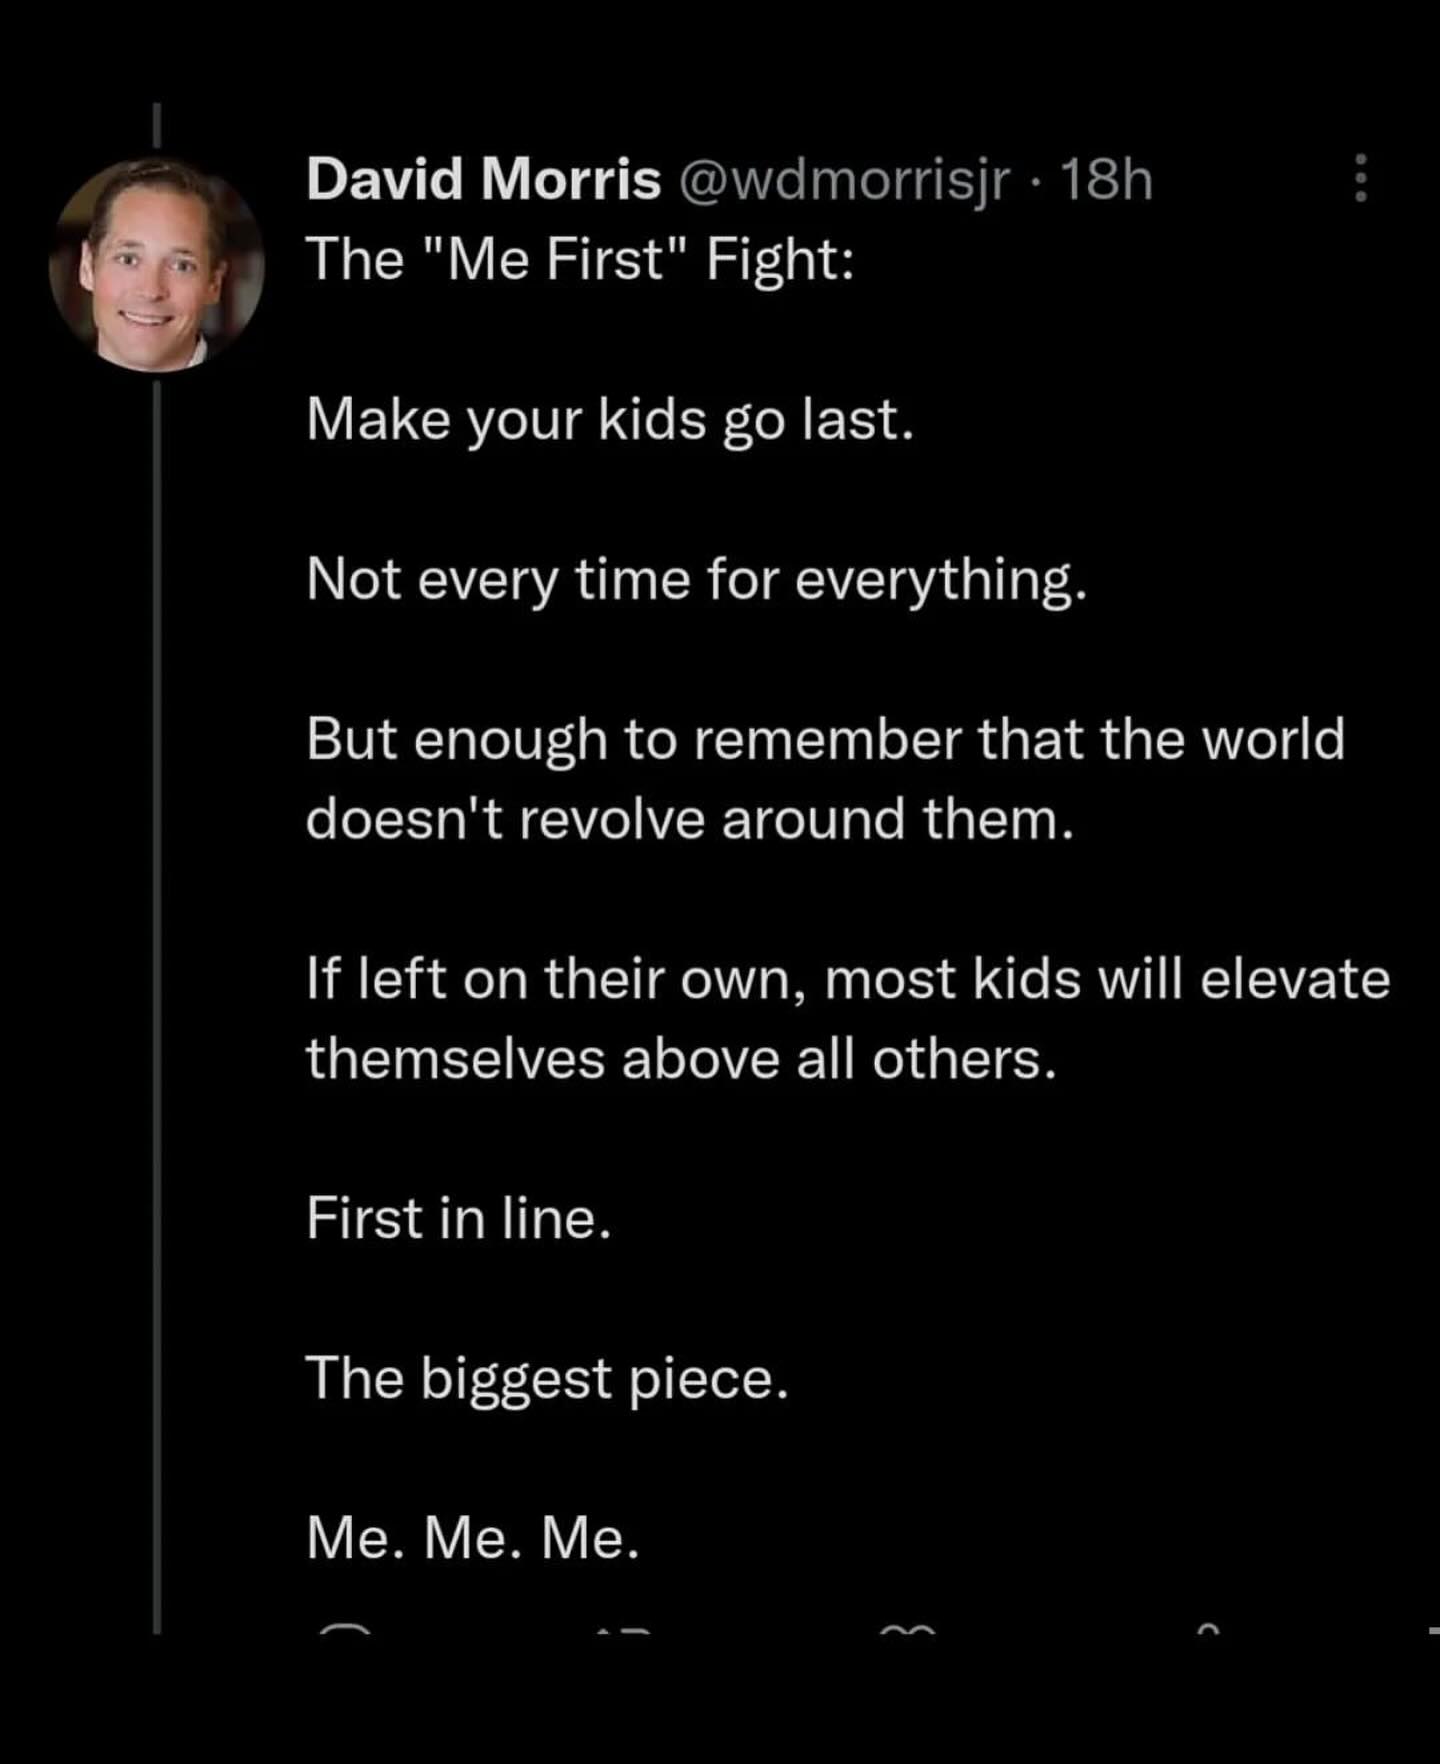 David Morris @wdmorrisjr · 18h
The "Me First" Fight:
Make your kids go last.
Not every time for everything.
But enough to remember that the world
doesn't revolve around them.
If left on their own, most kids will elevate
themselves above all others.
First in line.
The biggest piece.
Me. Me. Me.